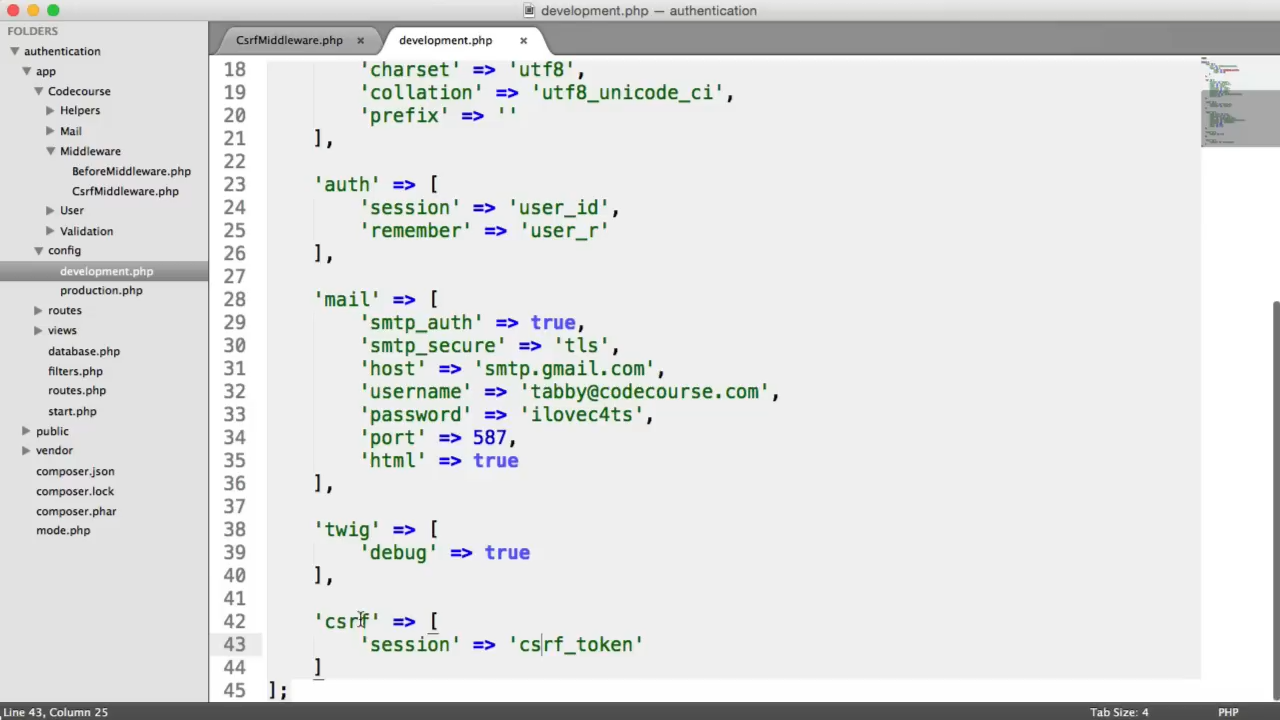 development.php — authentication
FOLDERS
authentication
app
Codecourse
Helpers
Mail
Middleware
BeforeMiddleware.php
CsrfMiddleware.php
User
Validation
config
development.php
production.php
routes
views
database.php
filters.php
routes.php
start.php
public
vendor
composer.json
composer.lock
composer.phar
mode.php
CsrfMiddleware.php ×
development.php ×
18 'charset' => 'utf8',
19 'collation' => 'utf8_unicode_ci',
20 'prefix' => ''
21 ],
22
23 'auth' => [
24 'session' => 'user_id',
25 'remember' => 'user_r'
26 ],
27
28 'mail' => [
29 'smtp_auth' => true,
30 'smtp_secure' => 'tls',
31 'host' => 'smtp.gmail.com',
32 'username' => 'tabby@codecourse.com',
33 'password' => 'ilovec4ts',
34 'port' => 587,
35 'html' => true
36 ],
37
38 'twig' => [
39 'debug' => true
40 ],
41
42 'csrf' => [
43 'session' => 'csrf_token'
44 ]
45 ];
Line 43, Column 25
Tab Size: 4
PHP